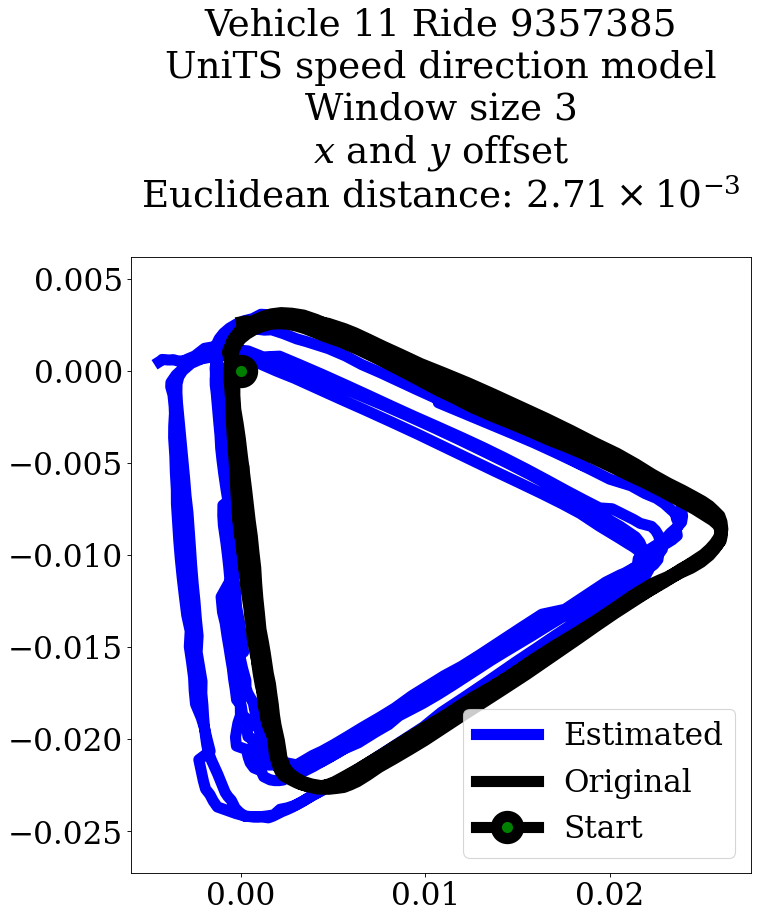 Vehicle 11 Ride 9357385
UniTS speed direction model
Window size 3
x and y offset
Euclidean distance: 2.71 × 10⁻³
0.005
0.000
−0.005
−0.010
−0.015
−0.020
−0.025
Estimated
Original
Start
0.00 0.01 0.02